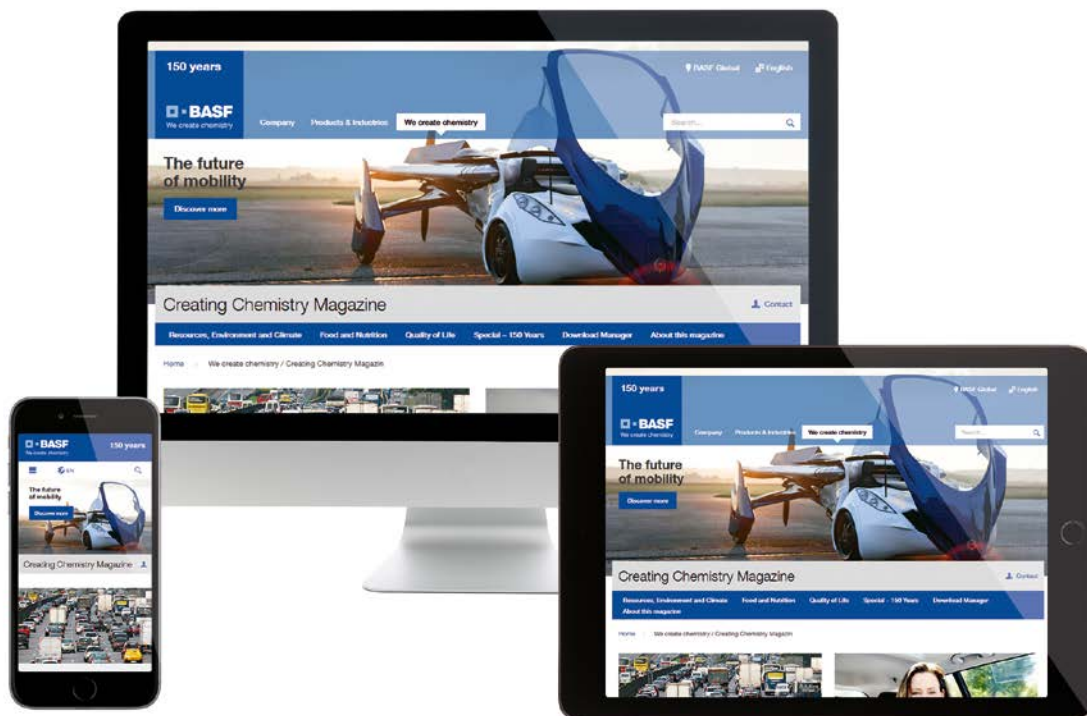 150 years
BASF Global English
BASF
We create chemistry
Company Products & Industries We create chemistry
Search...
The future
of mobility
Discover more
Creating Chemistry Magazine
Contact
Resources, Environment and Climate Food and Nutrition Quality of Life Special – 150 Years Download Manager About this magazine
Home We create chemistry / Creating Chemistry Magazin
BASF
We create chemistry
150 years
EN
The future
of mobility
Discover more
Creating Chemistry Magazine
150 years
BASF Global English
BASF
We create chemistry
Company Products & Industries We create chemistry
Search...
The future
of mobility
Discover more
Creating Chemistry Magazine
Contact
Resources, Environment and Climate Food and Nutrition Quality of Life Special - 150 Years Download Manager
About this magazine
Home We create chemistry / Creating Chemistry Magazin